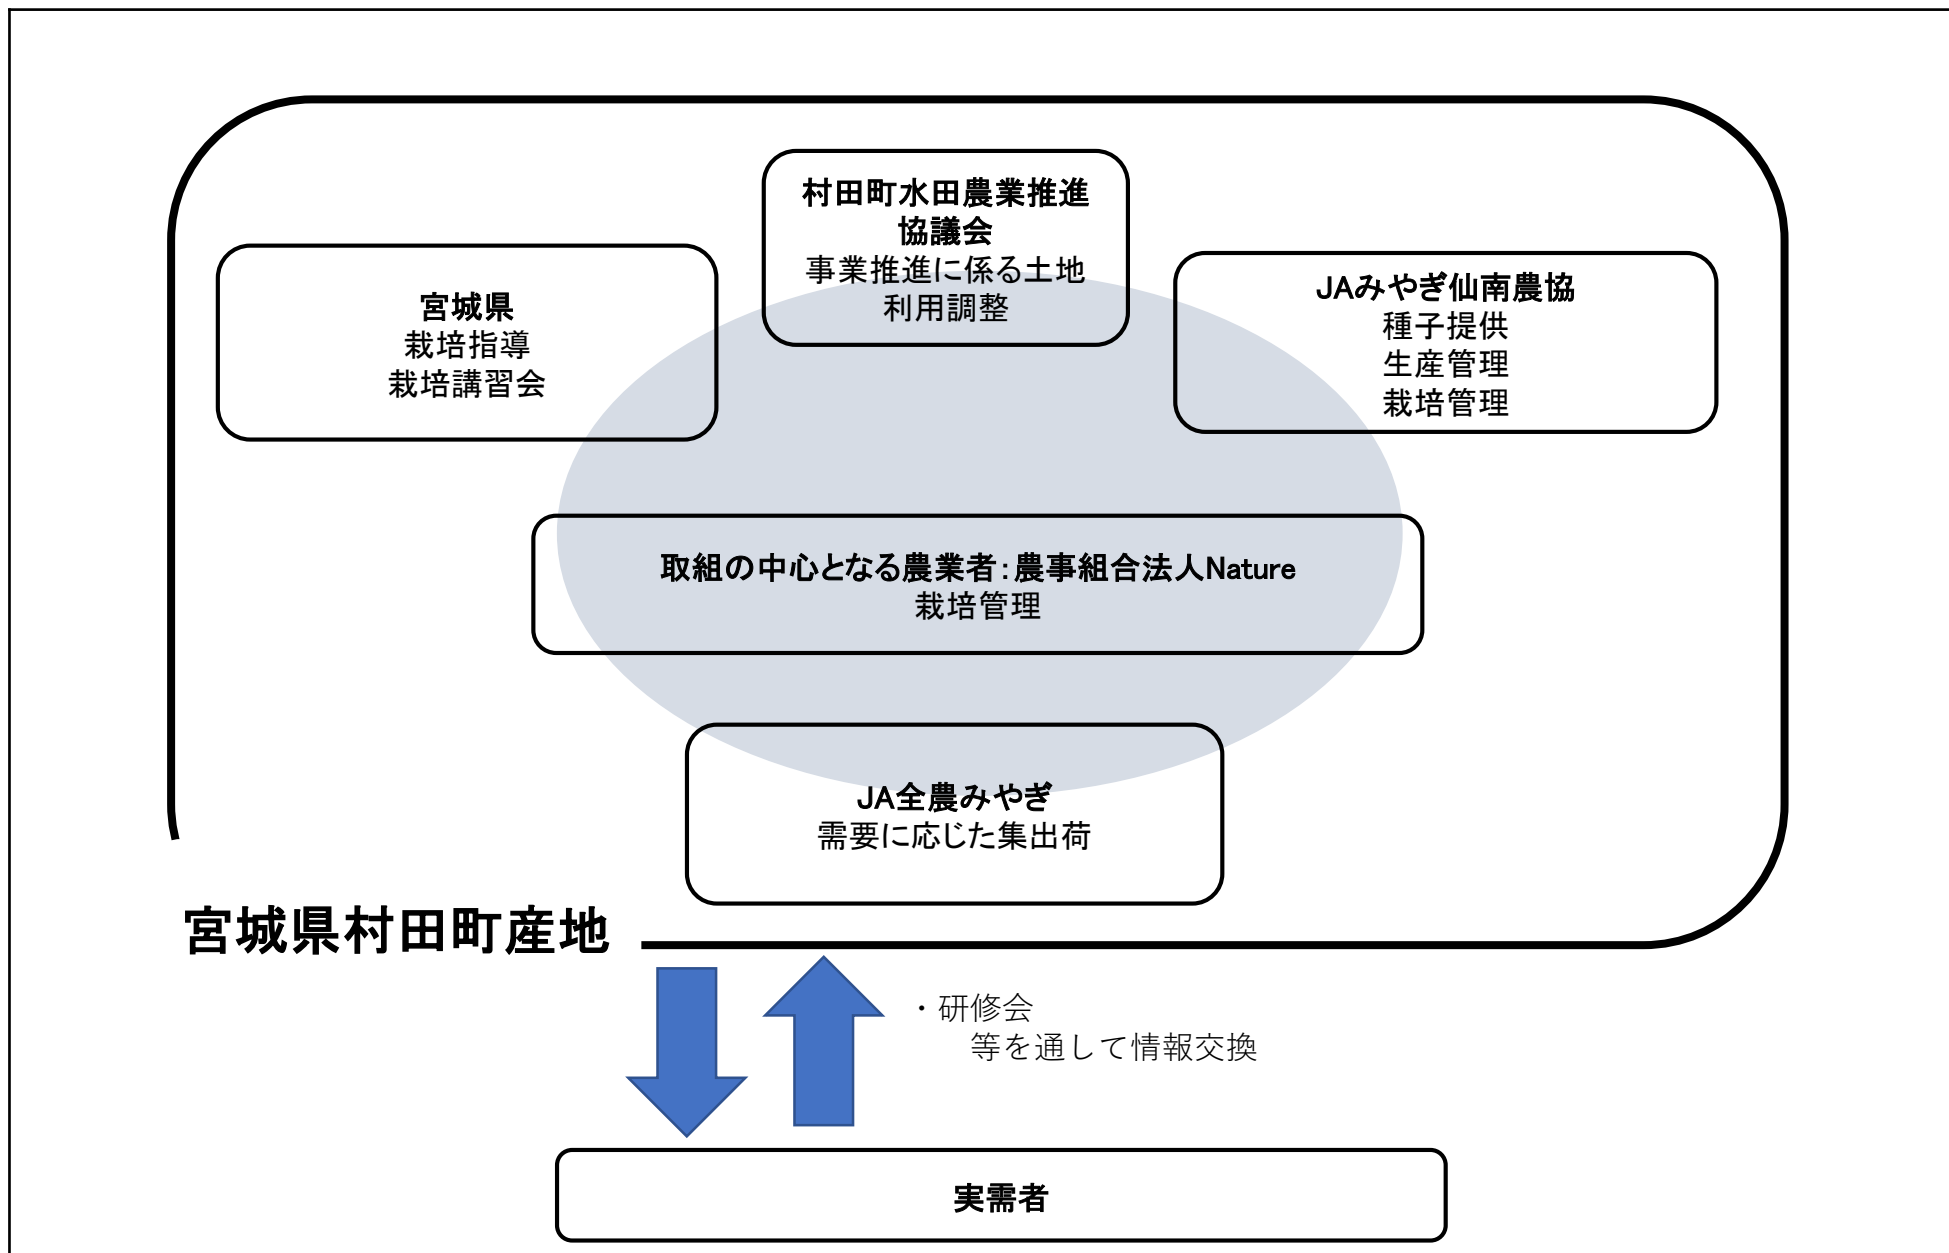 村田町水田農業推進
協議会
事業推進に係る土地
利用調整
宮城県
栽培指導
栽培講習会
JAみやぎ仙南農協
種子提供
生産管理
栽培管理
取組の中心となる農業者：農事組合法人Nature
栽培管理
JA全農みやぎ
需要に応じた集出荷
宮城県村田町産地
・研修会
等を通して情報交換
実需者